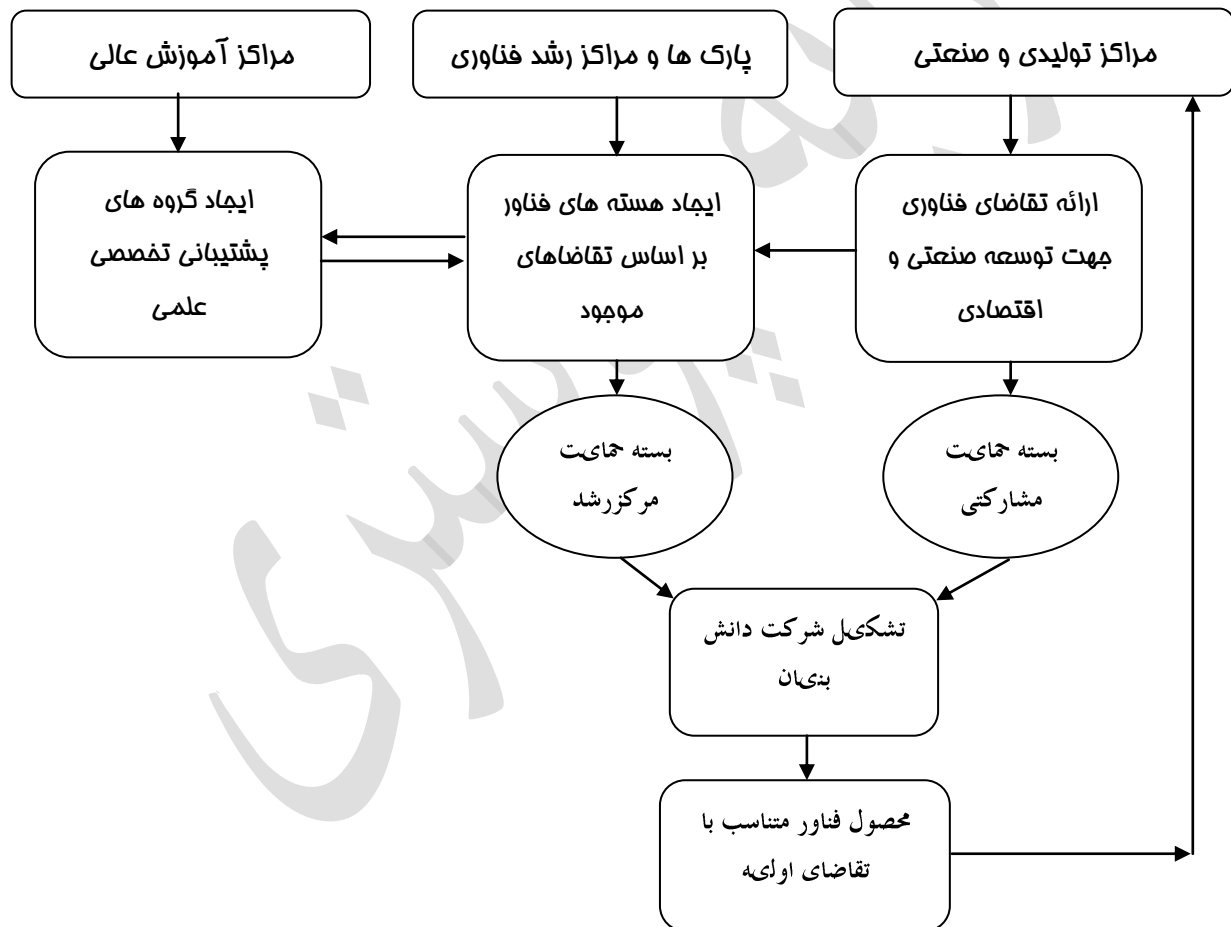 مراکز تولیدی و صنعتی
پارک ها و مراکز رشد فناوری
مراکز آموزش عالی
ارائه تقاضای فناوری
جهت توسعه صنعتی و
اقتصادی
ایجاد هسته های فناور
بر اساس تقاضاهای
موجود
ایجاد گروه های
پشتیبانی تخصصی
علمی
بسته حمایت
مشارکتی
بسته حمایت
مرکزرشد
تشکیل شرکت دانش
بنیان
محصول فناور متناسب با
تقاضای اولیه